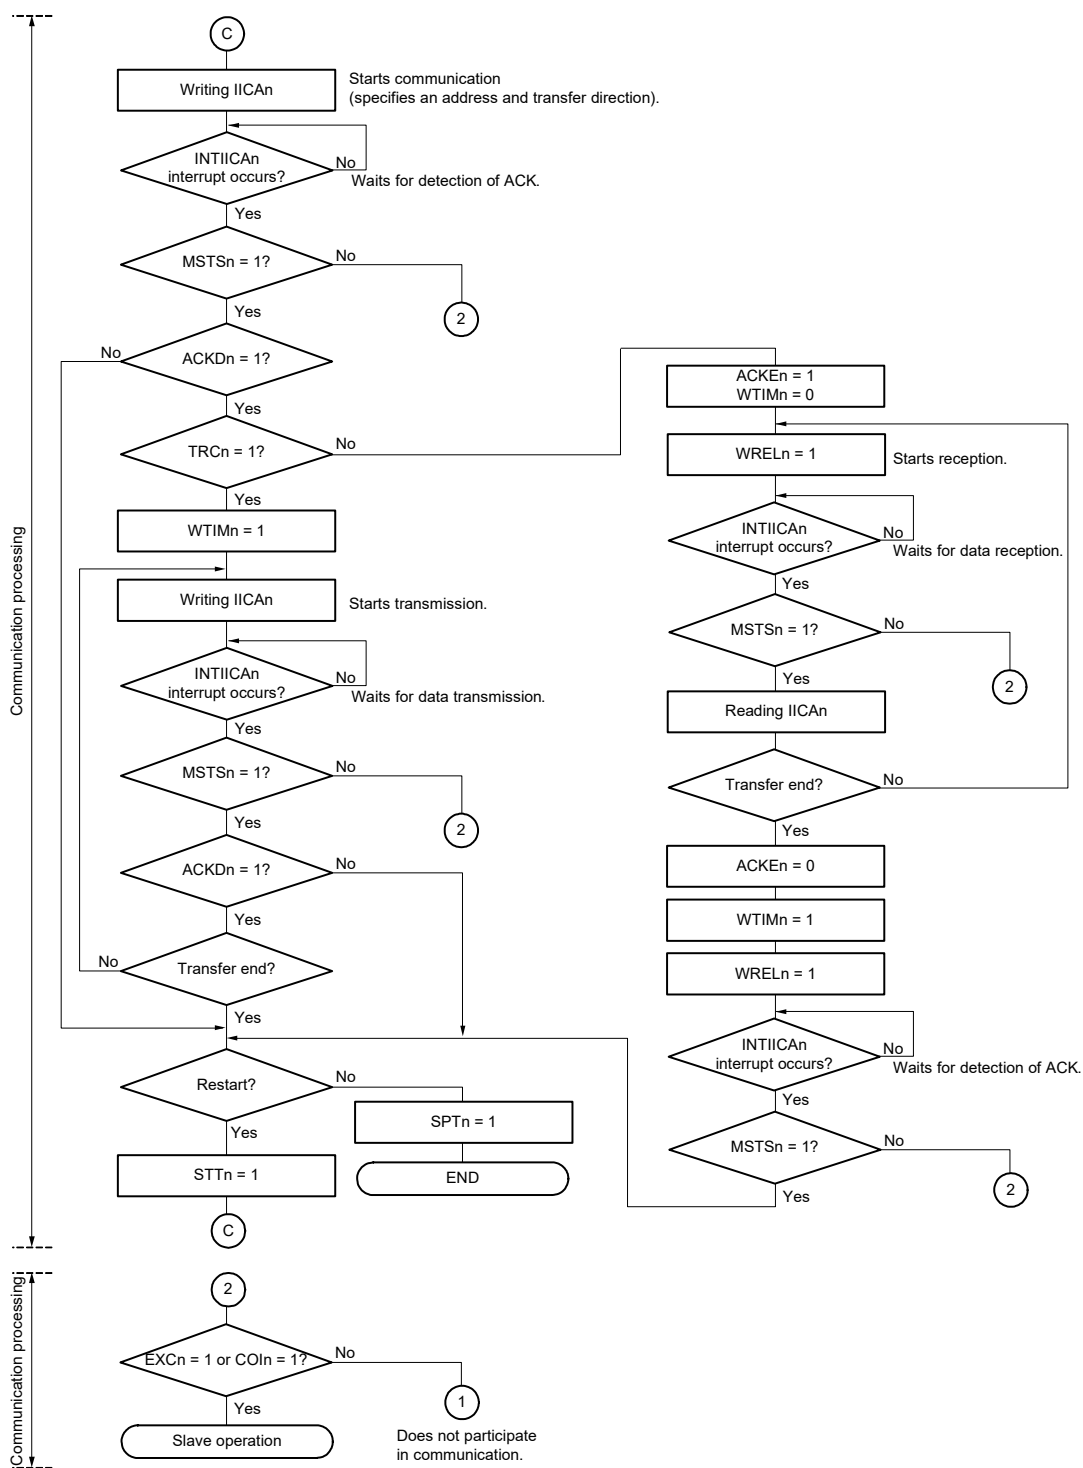 C
Writing IICAn
Starts communication
(specifies an address and transfer direction).
INTIICAn
interrupt occurs?
No
Waits for detection of ACK.
Yes
MSTSn = 1?
No
2
Yes
ACKDn = 1?
No
Yes
TRCn = 1?
No
Yes
WTIMn = 1
Writing IICAn
Starts transmission.
INTIICAn
interrupt occurs?
No
Waits for data transmission.
Yes
MSTSn = 1?
No
2
Yes
ACKDn = 1?
No
Yes
Transfer end?
No
Yes
Restart?
No
SPTn = 1
END
Yes
STTn = 1
C
ACKEn = 1
WTIMn = 0
WRELn = 1
Starts reception.
INTIICAn
interrupt occurs?
No
Waits for data reception.
Yes
MSTSn = 1?
No
2
Yes
Reading IICAn
Transfer end?
No
Yes
ACKEn = 0
WTIMn = 1
WRELn = 1
INTIICAn
interrupt occurs?
No
Waits for detection of ACK.
Yes
MSTSn = 1?
No
2
Yes
Communication processing
2
EXCn = 1 or COIn = 1?
No
1
Does not participate
in communication.
Yes
Slave operation
Communication processing